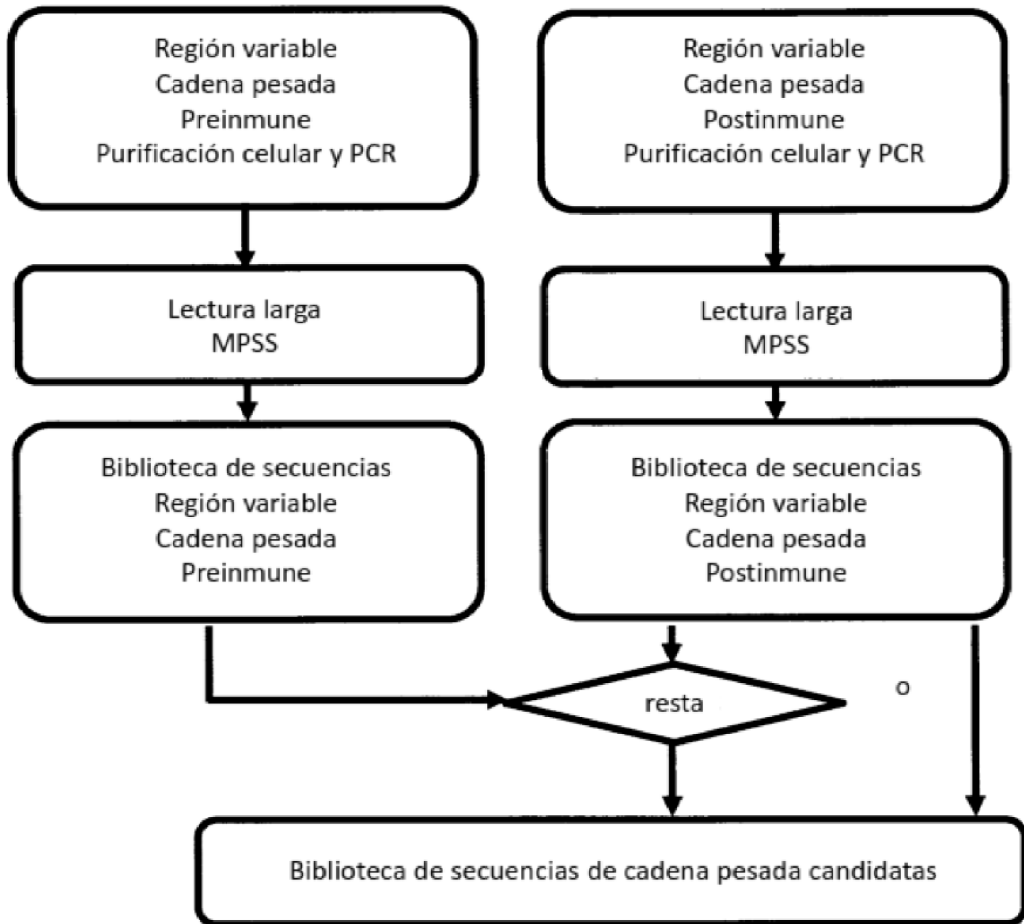 Región variable
Cadena pesada
Preinmune
Purificación celular y PCR
Región variable
Cadena pesada
Postinmune
Purificación celular y PCR
Lectura larga
MPSS
Lectura larga
MPSS
Biblioteca de secuencias
Región variable
Cadena pesada
Preinmune
Biblioteca de secuencias
Región variable
Cadena pesada
Postinmune
resta
o
Biblioteca de secuencias de cadena pesada candidatas